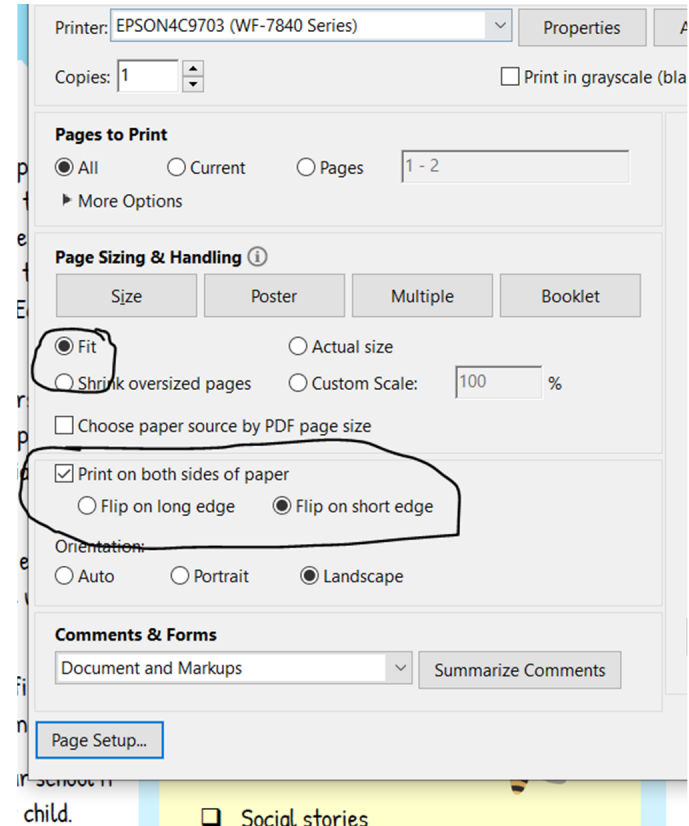 Printer: EPSON4C9703 (WF-7840 Series) Properties A
Copies: 1 Print in grayscale (bla
Pages to Print
All Current Pages 1 - 2
More Options
Page Sizing & Handling
Size Poster Multiple Booklet
Fit Actual size
Shrink oversized pages Custom Scale: 100 %
Choose paper source by PDF page size
Print on both sides of paper
Flip on long edge Flip on short edge
Orientation:
Auto Portrait Landscape
Comments & Forms
Document and Markups Summarize Comments
Page Setup...
child.
Social stories